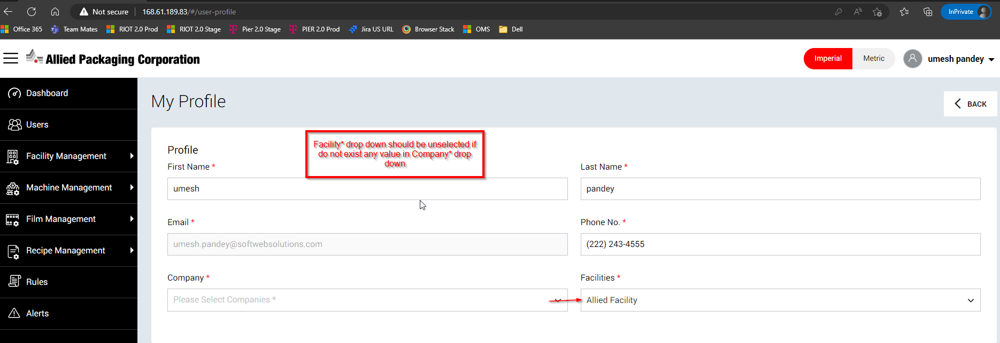 Not secure 168.61.189.83/#/user-profile InPrivate
Office 365 Team Mates RIOT 2.0 Prod RIOT 2.0 Stage Pier 2.0 Stage PIER 2.0 Prod Jira US URL Browser Stack OMS Dell
Allied Packaging Corporation
Imperial Metric umesh pandey
Dashboard
Users
Facility Management
Machine Management
Film Management
Recipe Management
Rules
Alerts
My Profile
BACK
Facility* drop down should be unselected if
do not exist any value in Company* drop
down
Profile
First Name *
umesh
Last Name *
pandey
Email *
umesh.pandey@softwebsolutions.com
Phone No. *
(222) 243-4555
Company *
Please Select Companies *
Facilities *
Allied Facility